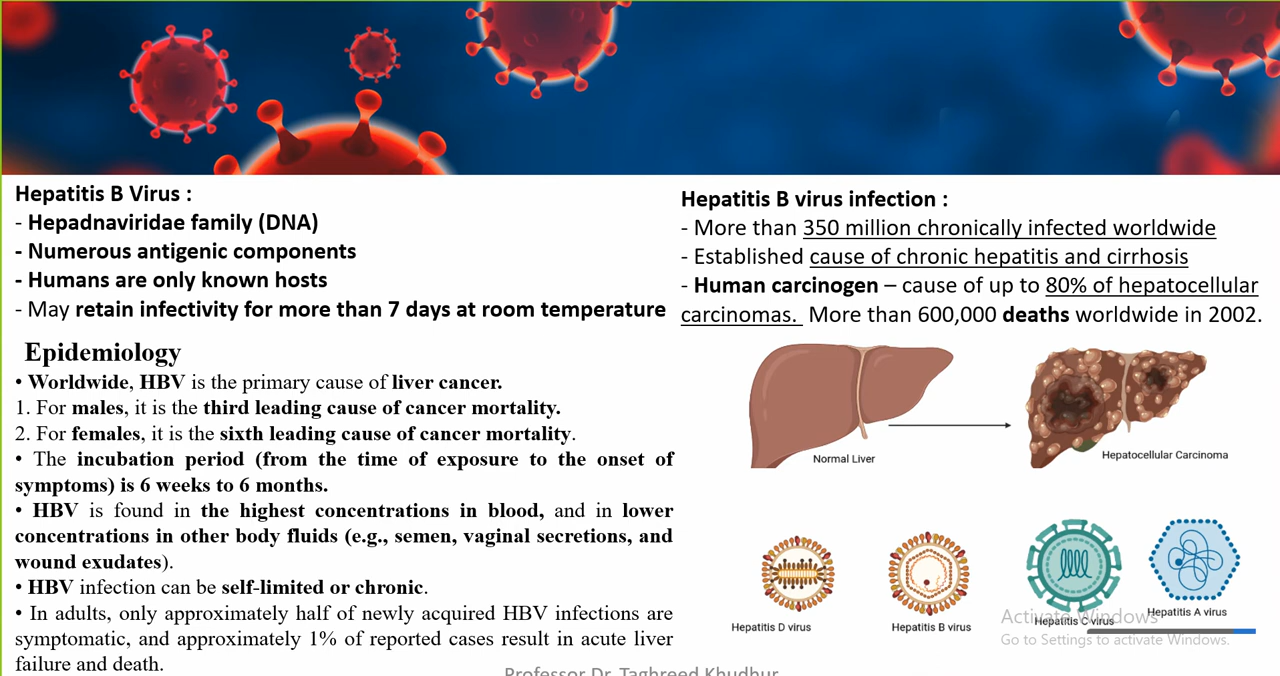 Hepatitis B Virus :
- Hepadnaviridae family (DNA)
- Numerous antigenic components
- Humans are only known hosts
- May retain infectivity for more than 7 days at room temperature
Epidemiology
• Worldwide, HBV is the primary cause of liver cancer.
1. For males, it is the third leading cause of cancer mortality.
2. For females, it is the sixth leading cause of cancer mortality.
• The incubation period (from the time of exposure to the onset of
symptoms) is 6 weeks to 6 months.
• HBV is found in the highest concentrations in blood, and in lower
concentrations in other body fluids (e.g., semen, vaginal secretions, and
wound exudates).
• HBV infection can be self-limited or chronic.
• In adults, only approximately half of newly acquired HBV infections are
symptomatic, and approximately 1% of reported cases result in acute liver
failure and death.
Hepatitis B virus infection :
- More than 350 million chronically infected worldwide
- Established cause of chronic hepatitis and cirrhosis
- Human carcinogen – cause of up to 80% of hepatocellular
carcinomas. More than 600,000 deaths worldwide in 2002.
Normal Liver
Hepatocellular Carcinoma
Hepatitis D virus
Hepatitis B virus
Hepatitis C virus
Hepatitis A virus
Activate Windows
Go to Settings to activate Windows.
Professor Dr. Taghreed Khudhur